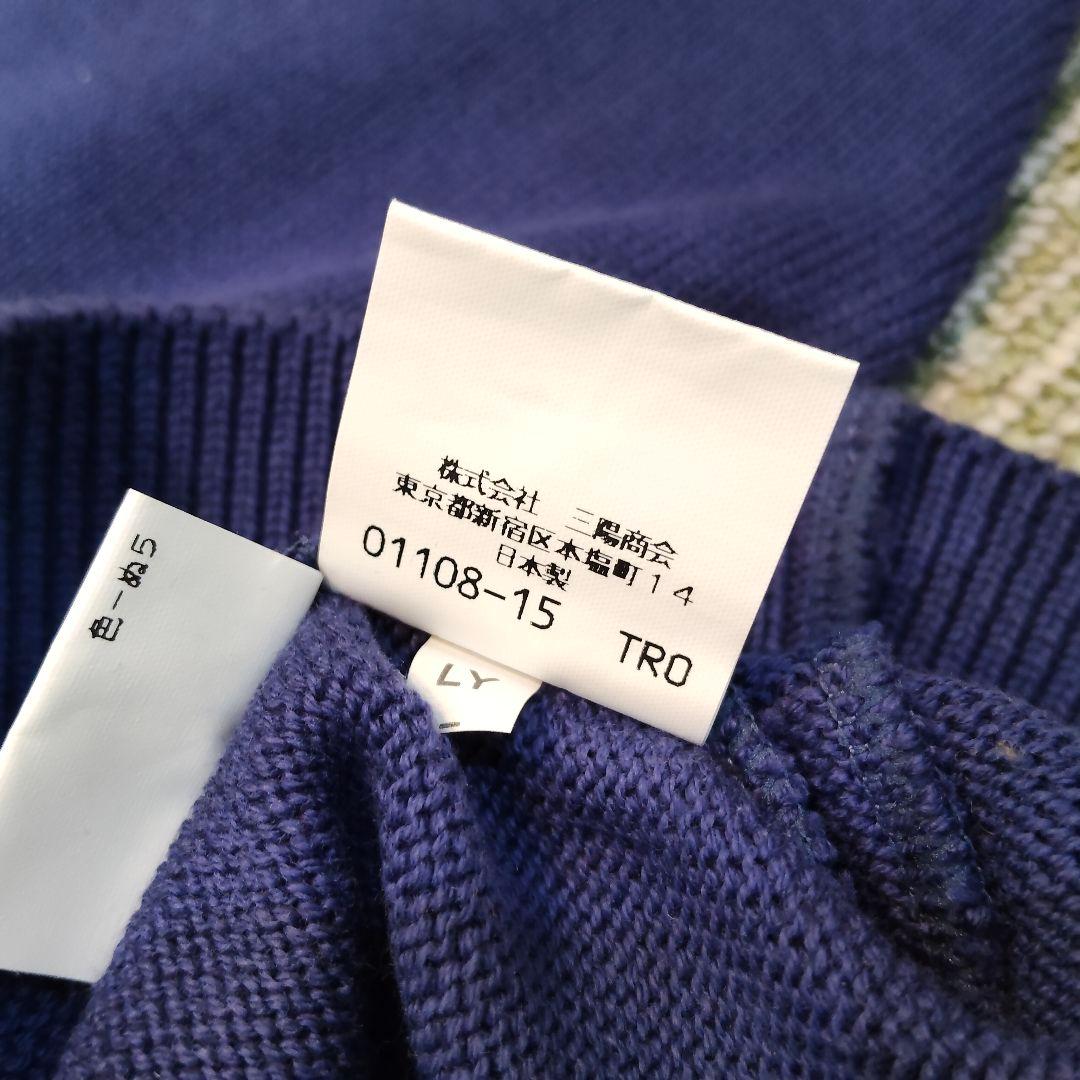 株式会社 三陽商会
東京都新宿区本塩町14
日本製
01108-15 TRO
LY
色-ぬ5